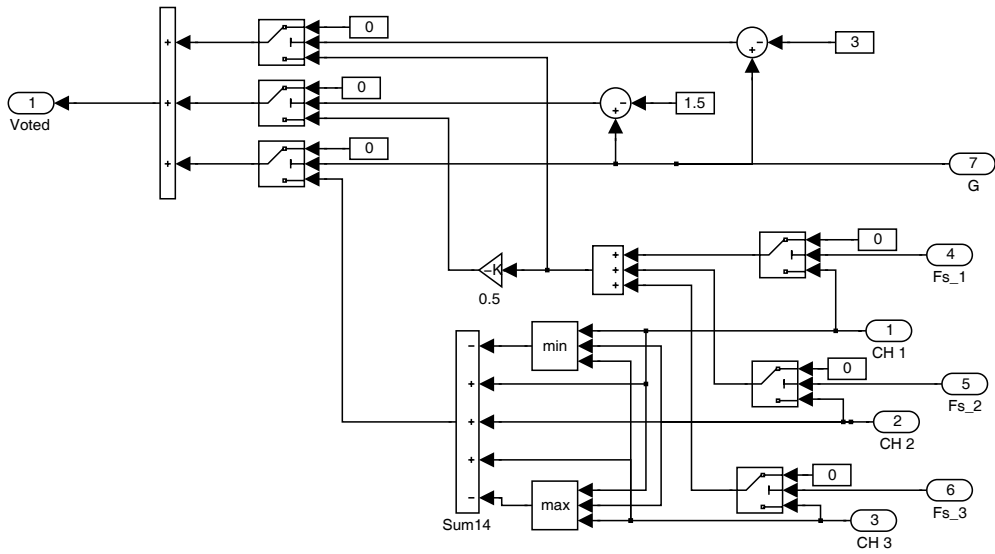 0
3
0
1.5
1
Voted
0
7
G
0
4
Fs_1
-K
0.5
1
CH 1
min
0
5
Fs_2
2
CH 2
0
6
Fs_3
max
Sum14
3
CH 3
+
+
+
−
+
−
+
+
+
+
−
+
+
+
−